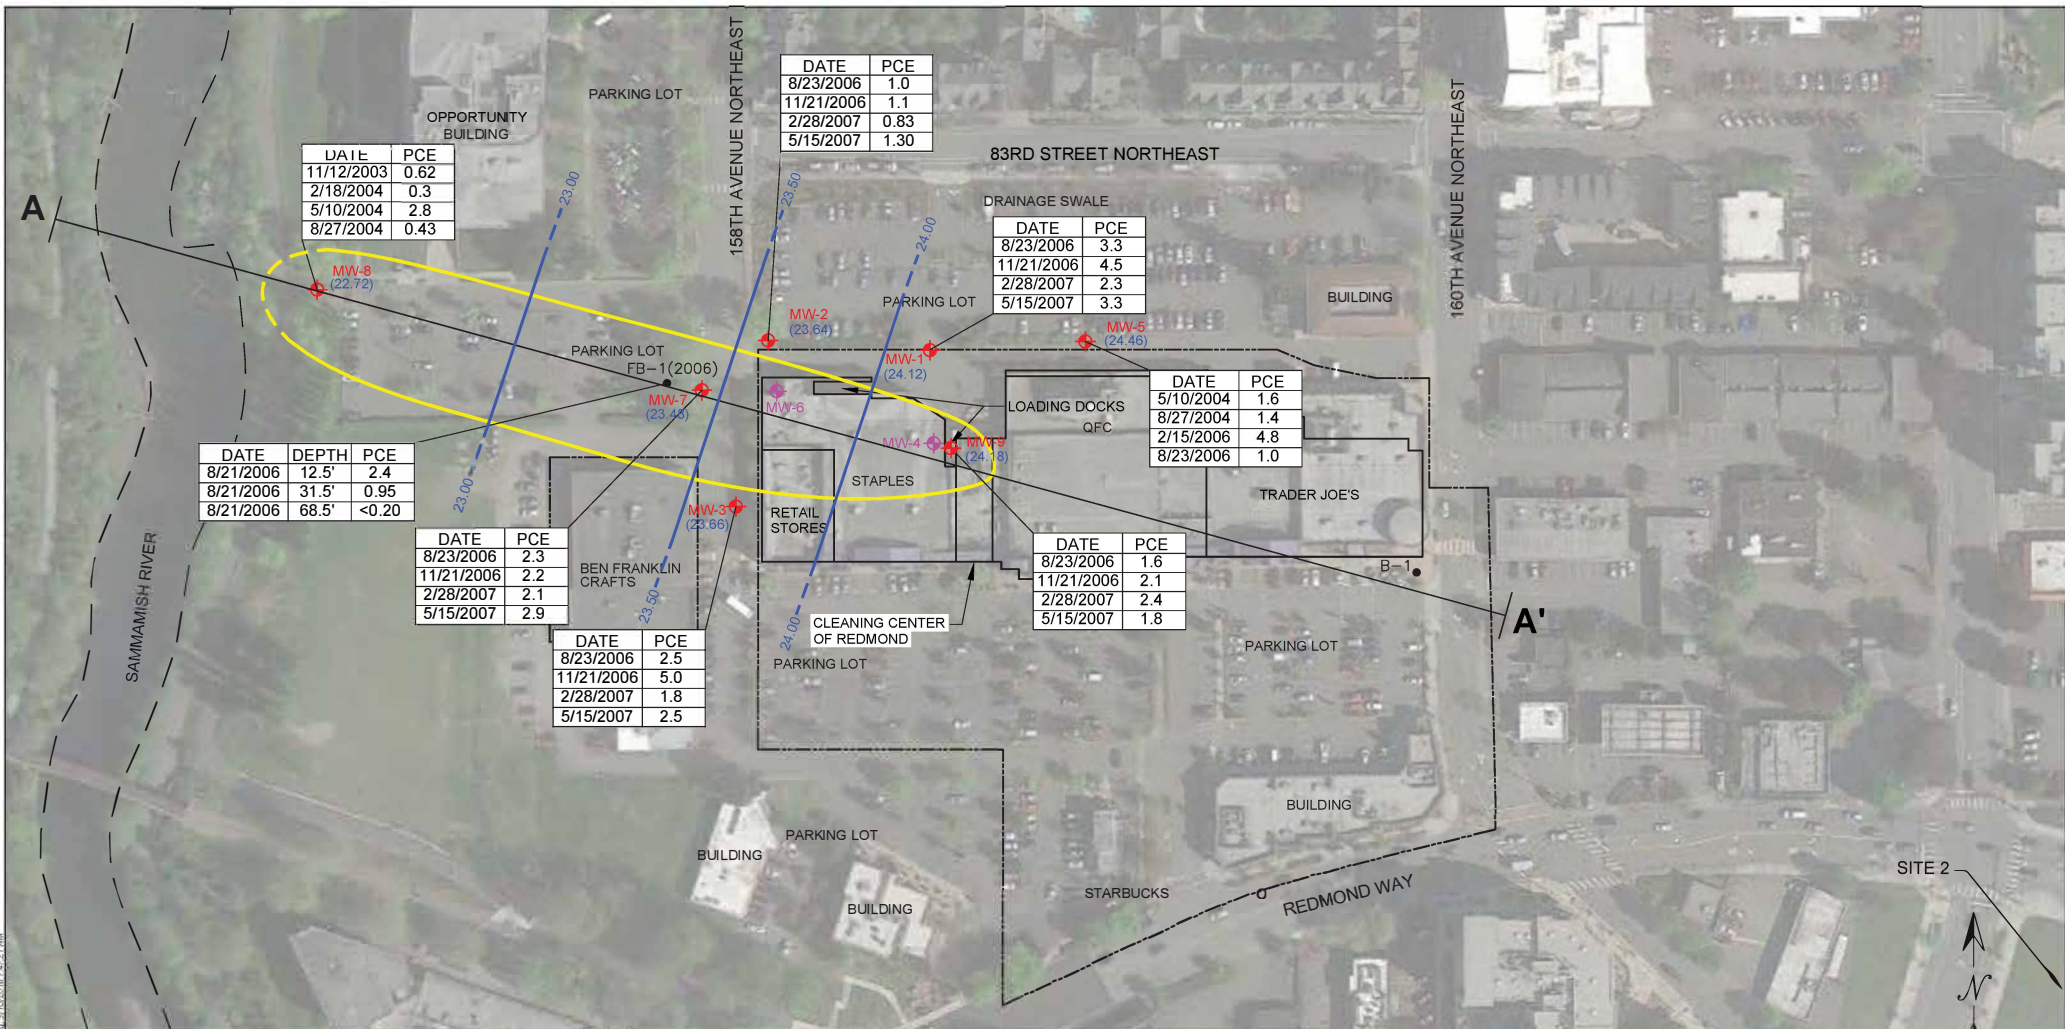 DATE PCE
8/23/2006 1.0
11/21/2006 1.1
2/28/2007 0.83
5/15/2007 1.30
158TH AVENUE NORTHEAST
PARKING LOT
OPPORTUNITY
BUILDING
160TH AVENUE NORTHEAST
83RD STREET NORTHEAST
DATE PCE
11/12/2003 0.62
2/18/2004 0.3
5/10/2004 2.8
8/27/2004 0.43
A
23.00
23.50
24.00
DRAINAGE SWALE
DATE PCE
8/23/2006 3.3
11/21/2006 4.5
2/28/2007 2.3
5/15/2007 3.3
MW-8
(22.72)
PARKING LOT
BUILDING
MW-2
(23.64)
MW-5
(24.46)
PARKING LOT
FB-1(2006)
MW-1
(24.12)
MW-7
(23.48)
MW-6
LOADING DOCKS
QFC
DATE PCE
5/10/2004 1.6
8/27/2004 1.4
2/15/2006 4.8
8/23/2006 1.0
MW-4
MW-9
(24.18)
DATE DEPTH PCE
8/21/2006 12.5' 2.4
8/21/2006 31.5' 0.95
8/21/2006 68.5' <0.20
23.00
STAPLES
TRADER JOE'S
MW-3
(23.66)
RETAIL
STORES
DATE PCE
8/23/2006 2.3
11/21/2006 2.2
2/28/2007 2.1
5/15/2007 2.9
BEN FRANKLIN
CRAFTS
DATE PCE
8/23/2006 1.6
11/21/2006 2.1
2/28/2007 2.4
5/15/2007 1.8
B-1
SAMMAMISH RIVER
23.50
24.00
CLEANING CENTER
OF REDMOND
A'
DATE PCE
8/23/2006 2.5
11/21/2006 5.0
2/28/2007 1.8
5/15/2007 2.5
PARKING LOT
PARKING LOT
BUILDING
PARKING LOT
BUILDING
BUILDING
STARBUCKS
REDMOND WAY
SITE 2
N